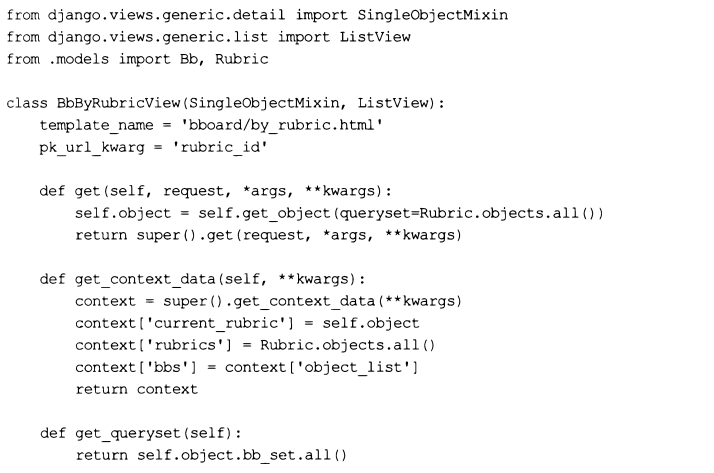 from django.views.generic.detail import SingleObjectMixin
from django.views.generic.list import ListView
from .models import Bb, Rubric

class BbByRubricView(SingleObjectMixin, ListView):
    template_name = 'bboard/by_rubric.html'
    pk_url_kwarg = 'rubric_id'

    def get(self, request, *args, **kwargs):
        self.object = self.get_object(queryset=Rubric.objects.all())
        return super().get(request, *args, **kwargs)

    def get_context_data(self, **kwargs):
        context = super().get_context_data(**kwargs)
        context['current_rubric'] = self.object
        context['rubrics'] = Rubric.objects.all()
        context['bbs'] = context['object_list']
        return context

    def get_queryset(self):
        return self.object.bb_set.all()